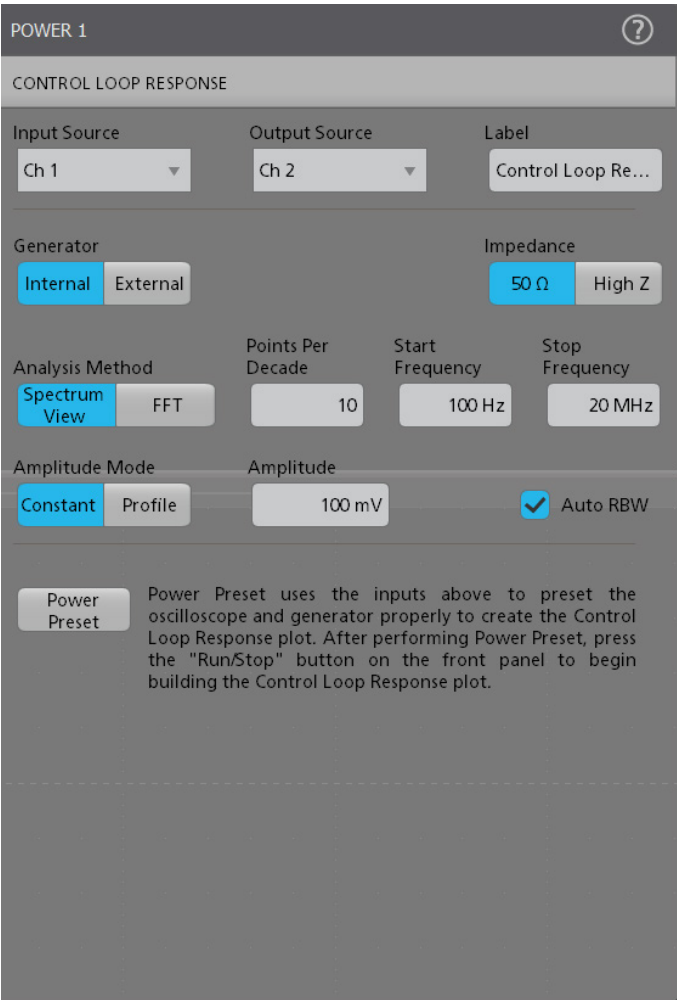 POWER 1
?
CONTROL LOOP RESPONSE
Input Source
Output Source
Label
Ch 1
Ch 2
Control Loop Re...
Generator
Impedance
Internal
External
50 Ω
High Z
Analysis Method
Points Per
Decade
Start
Frequency
Stop
Frequency
Spectrum
View
FFT
10
100 Hz
20 MHz
Amplitude Mode
Amplitude
Constant
Profile
100 mV
Auto RBW
Power
Preset
Power Preset uses the inputs above to preset the
oscilloscope and generator properly to create the Control
Loop Response plot. After performing Power Preset, press
the "Run/Stop" button on the front panel to begin
building the Control Loop Response plot.